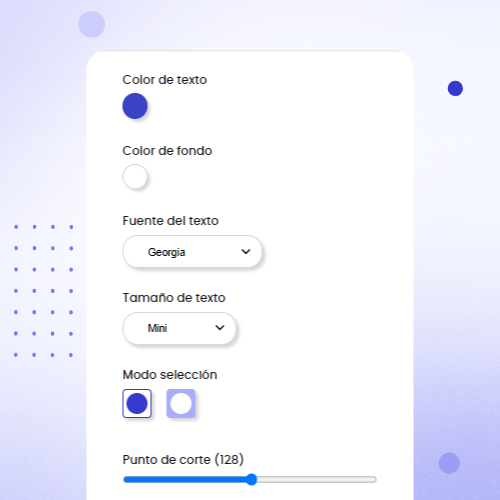 Color de texto
Color de fondo
Fuente del texto
Georgia
Tamaño de texto
Mini
Modo selección
Punto de corte (128)